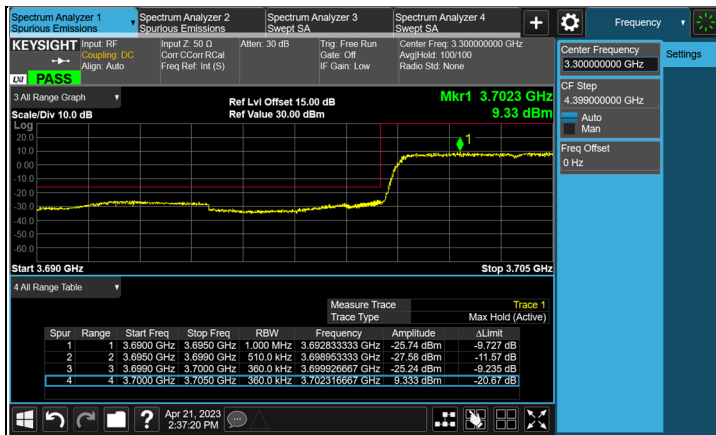 Spectrum Analyzer 1
Spurious Emissions
Spectrum Analyzer 2
Spurious Emissions
Spectrum Analyzer 3
Swept SA
Spectrum Analyzer 4
Swept SA
+
Frequency
KEYSIGHT
Input: RF
Coupling: DC
Align: Auto
Input Z: 50 Ω
Corr CCorr RCal
Freq Ref: Int (S)
Atten: 30 dB
Trig: Free Run
Gate: Off
IF Gain: Low
Center Freq: 3.300000000 GHz
Avg|Hold: 100/100
Radio Std: None
LXI PASS
Center Frequency
3.300000000 GHz
Settings
CF Step
4.399000000 GHz
Auto
Man
Freq Offset
0 Hz
3 All Range Graph
Ref Lvl Offset 15.00 dB
Mkr1 3.7023 GHz
Scale/Div 10.0 dB
Ref Value 30.00 dBm
9.33 dBm
Log
20.0
10.0
0.00
-10.0
-20.0
-30.0
-40.0
-50.0
-60.0
1
Start 3.690 GHz
Stop 3.705 GHz
4 All Range Table
Measure Trace Trace 1
Trace Type Max Hold (Active)
Spur Range Start Freq Stop Freq RBW Frequency Amplitude ΔLimit
1 1 3.6900 GHz 3.6950 GHz 1.000 MHz 3.692833333 GHz -25.74 dBm -9.727 dB
2 2 3.6950 GHz 3.6990 GHz 510.0 kHz 3.698953333 GHz -27.58 dBm -11.57 dB
3 3 3.6990 GHz 3.7000 GHz 360.0 kHz 3.699926667 GHz -25.24 dBm -9.235 dB
4 4 3.7000 GHz 3.7050 GHz 360.0 kHz 3.702316667 GHz 9.333 dBm -20.67 dB
?
Apr 21, 2023
2:37:20 PM